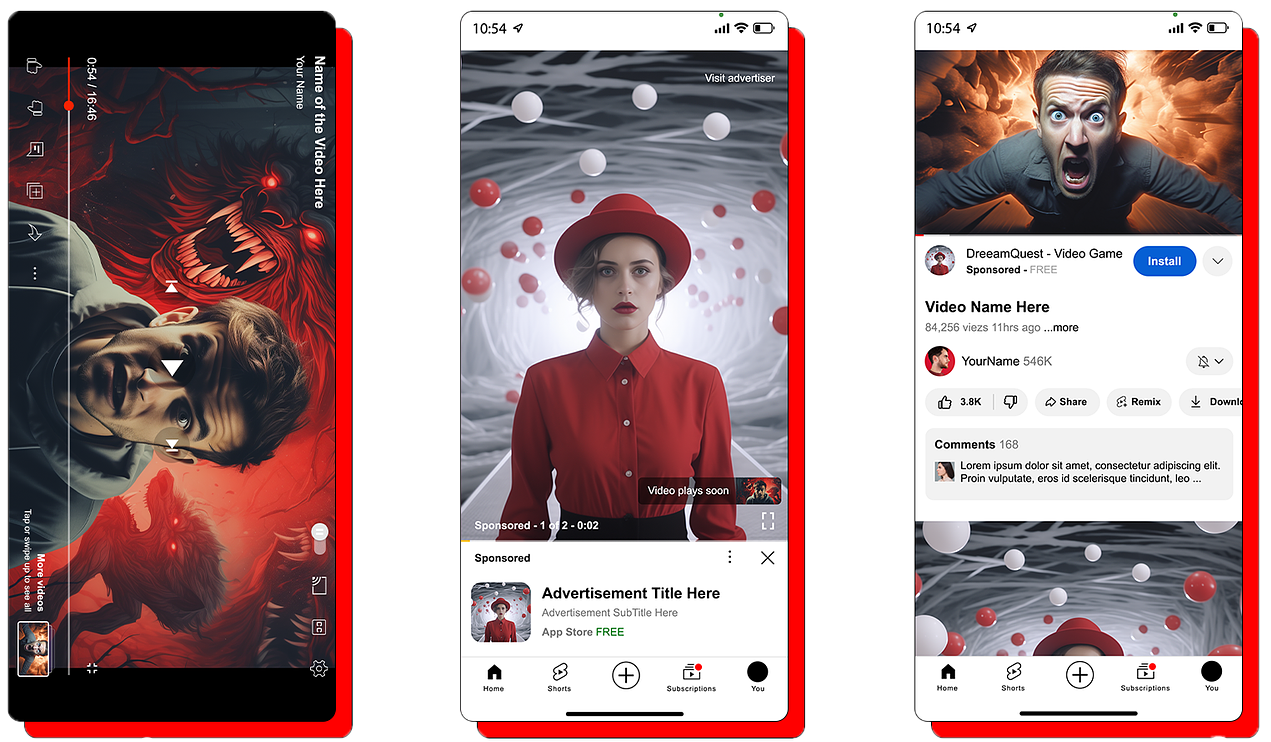 Name of the Video Here
Your Name
0:54 / 16:46
CC
More videos
Tap or swipe up to see all
10:54
Visit advertiser
Video plays soon
Sponsored - 1 of 2 - 0:02
Sponsored
Advertisement Title Here
Advertisement SubTitle Here
App Store FREE
Home
Shorts
Subscriptions
You
10:54
DreeamQuest - Video Game
Sponsored - FREE
Install
Video Name Here
84,256 viezs 11hrs ago ...more
YourName 546K
3.8K
Share
Remix
Downlo
Comments 168
Lorem ipsum dolor sit amet, consectetur adipiscing elit.
Proin vulputate, eros id scelerisque tincidunt, leo ...
Home
Shorts
Subscriptions
You